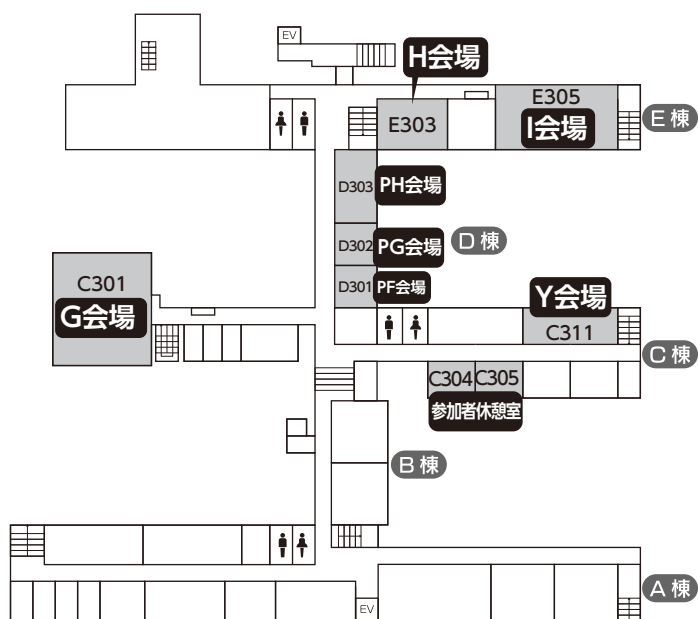 EV
H会場
E305
E303
I会場
E棟
D303
PH会場
D302
PG会場
D棟
C301
D301
PF会場
G会場
Y会場
C311
C棟
C304
C305
参加者休憩室
B棟
A棟
EV